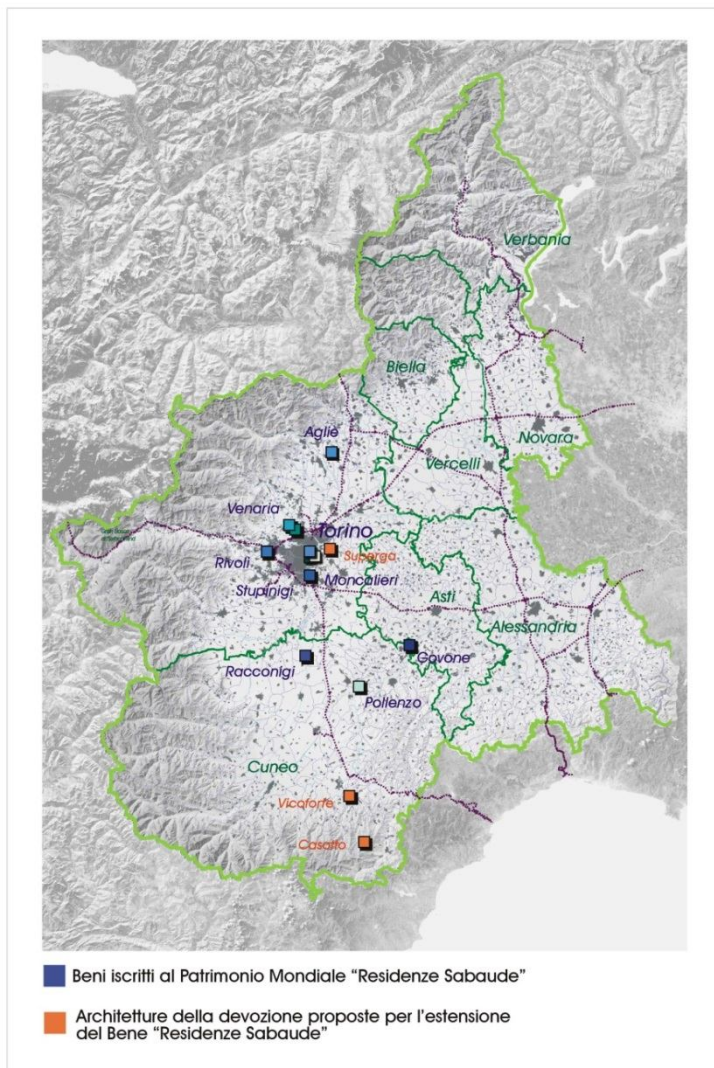 Verbania
Biella
Novara
Agliè
Vercelli
Venaria
Torino
Superga
Rivoli
Moncalieri
Stupinigi
Asti
Alessandria
Govone
Racconigi
Pollenzo
Cuneo
Vicoforte
Casotto
Beni iscritti al Patrimonio Mondiale “Residenze Sabaude”
Architetture della devozione proposte per l’estensione
del Bene “Residenze Sabaude”